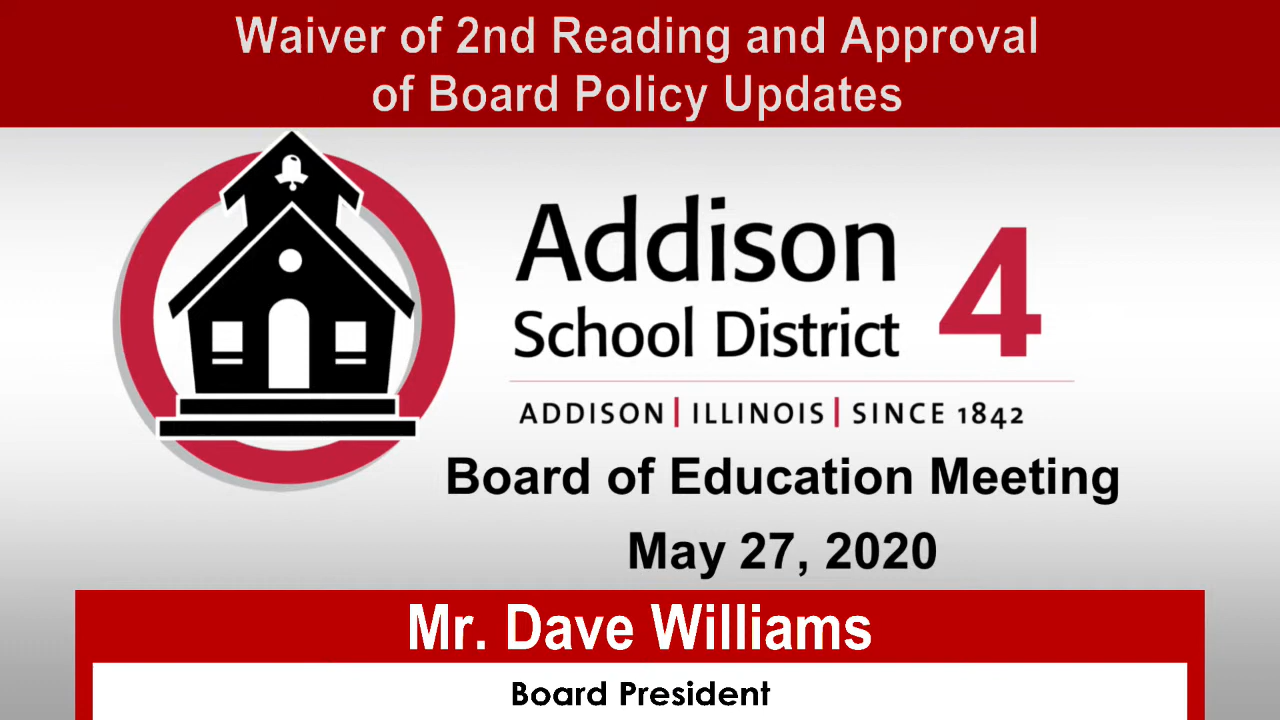 Waiver of 2nd Reading and Approval
of Board Policy Updates
Addison
School District 4
ADDISON | ILLINOIS | SINCE 1842
Board of Education Meeting
May 27, 2020
Mr. Dave Williams
Board President